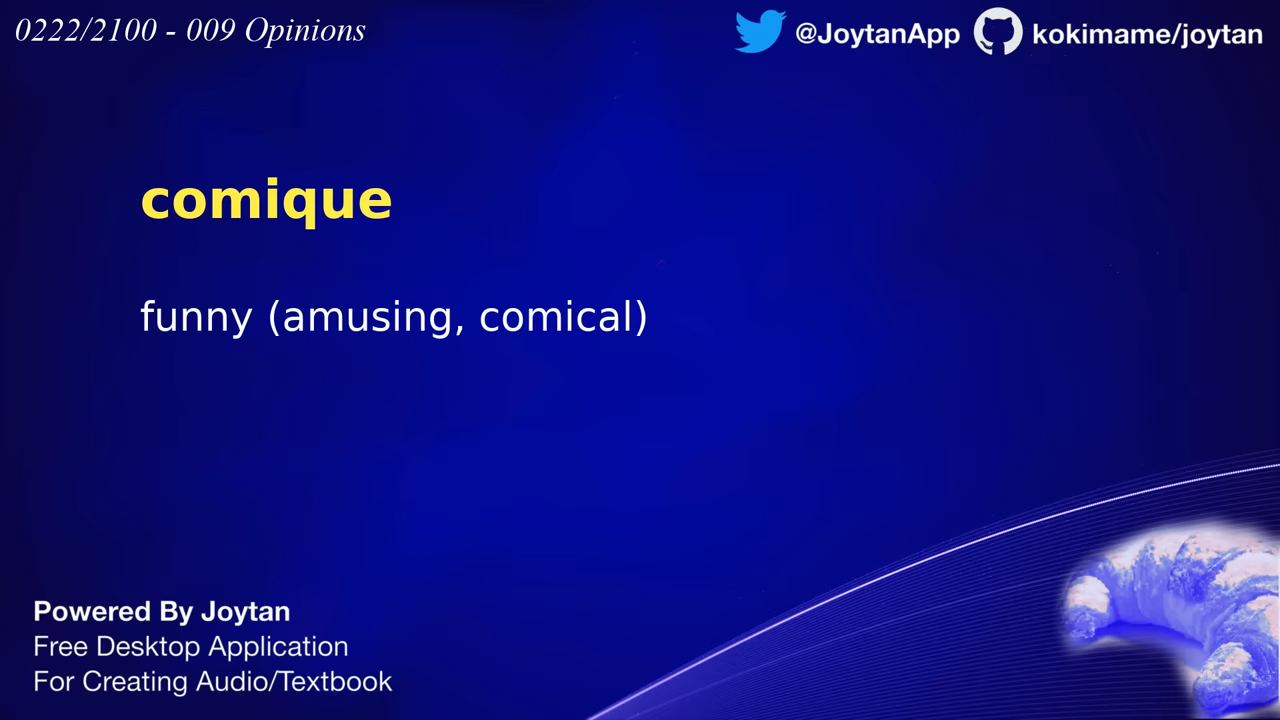 0222/2100 - 009 Opinions
@JoytanApp kokimame/joytan
comique
funny (amusing, comical)
Powered By Joytan
Free Desktop Application
For Creating Audio/Textbook